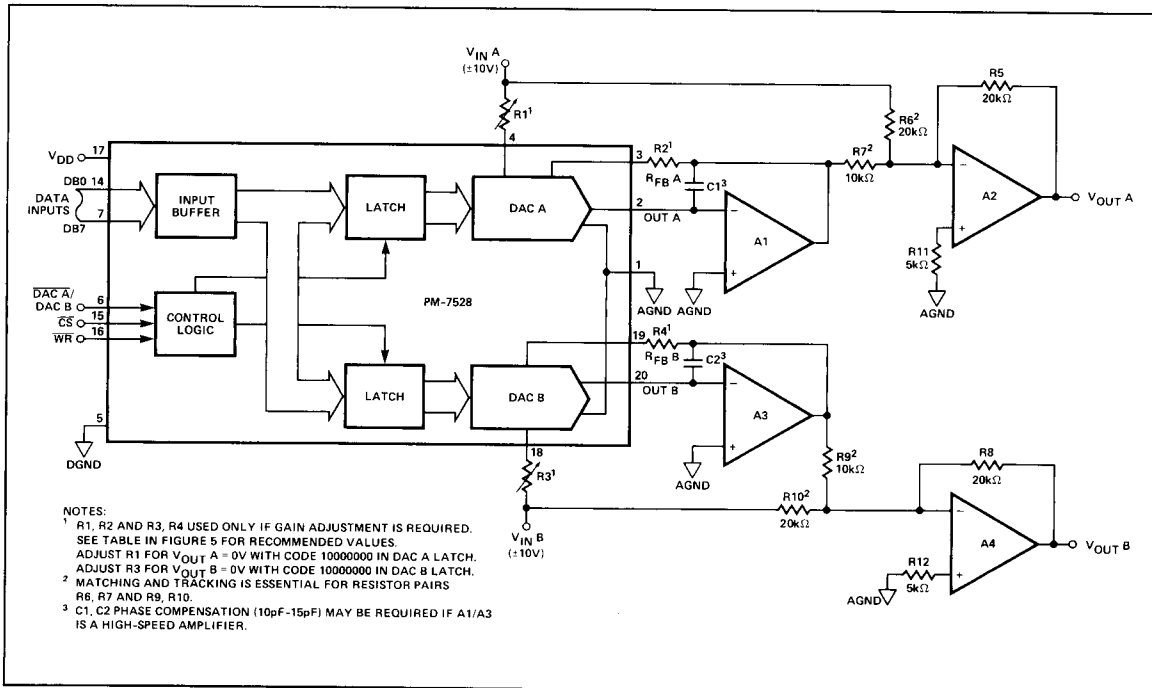 V_IN A
(±10V)
R1¹
4
R5
20kΩ
R6²
20kΩ
V_DD
17
3
R2¹
R7²
10kΩ
R_FB A
C1³
DB0
14
DATA
INPUTS
7
DB7
INPUT
BUFFER
LATCH
DAC A
2
OUT A
−
+
A1
−
+
A2
V_OUT A
R11
5kΩ
AGND
1
AGND
AGND
PM-7528
DAC A/
DAC B
6
CS
15
WR
16
CONTROL
LOGIC
19
R4¹
R_FB B
C2³
LATCH
DAC B
20
OUT B
−
+
A3
AGND
5
DGND
18
R3¹
V_IN B
(±10V)
R9²
10kΩ
R10²
20kΩ
R8
20kΩ
−
+
A4
V_OUT B
R12
5kΩ
AGND
NOTES:
¹ R1, R2 AND R3, R4 USED ONLY IF GAIN ADJUSTMENT IS REQUIRED.
SEE TABLE IN FIGURE 5 FOR RECOMMENDED VALUES.
ADJUST R1 FOR V_OUT A = 0V WITH CODE 10000000 IN DAC A LATCH.
ADJUST R3 FOR V_OUT B = 0V WITH CODE 10000000 IN DAC B LATCH.
² MATCHING AND TRACKING IS ESSENTIAL FOR RESISTOR PAIRS
R6, R7 AND R9, R10.
³ C1, C2 PHASE COMPENSATION (10pF-15pF) MAY BE REQUIRED IF A1/A3
IS A HIGH-SPEED AMPLIFIER.